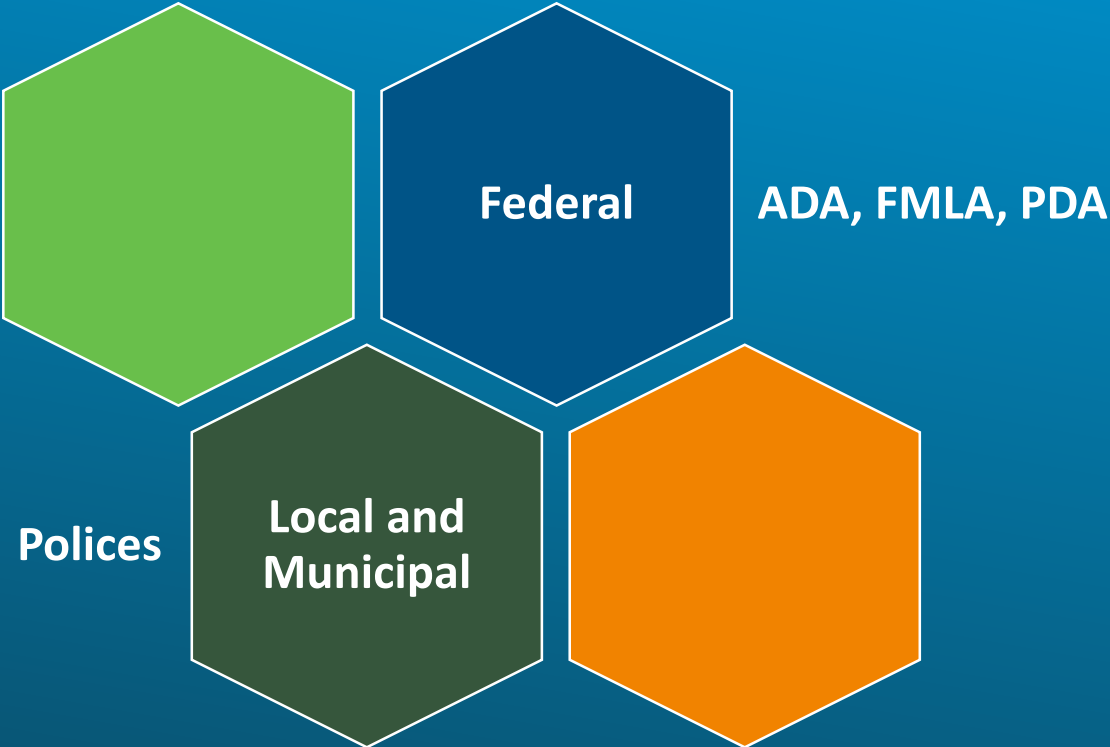 Federal
ADA, FMLA, PDA
Polices
Local and
Municipal